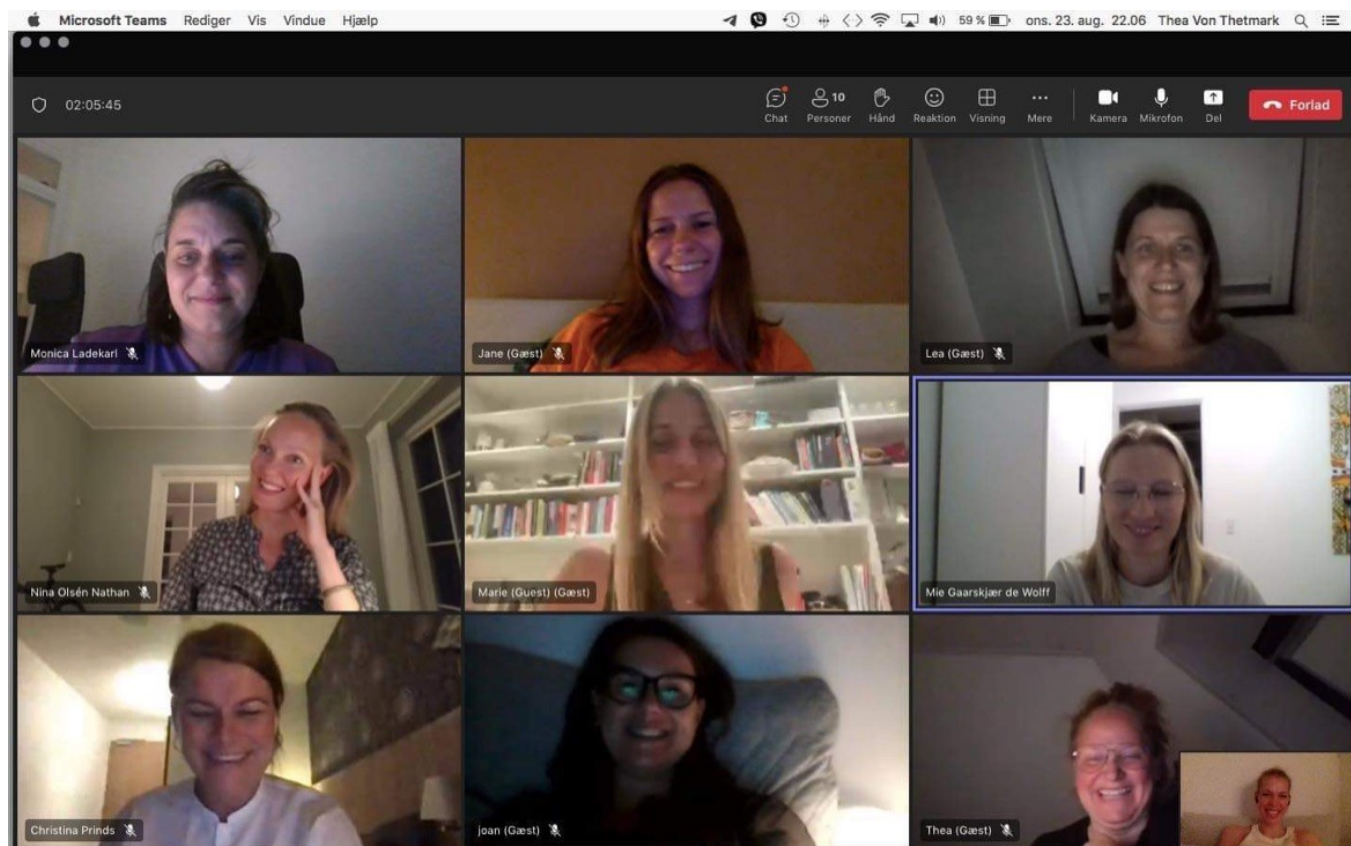 Microsoft Teams Rediger Vis Vindue Hjælp 59 % ons. 23. aug. 22.06 Thea Von Thetmark
02:05:45
10
Chat Personer Hånd Reaktion Visning Mere Kamera Mikrofon Del Forlad
Monica Ladekarl
Jane (Gæst)
Lea (Gæst)
Nina Olsén Nathan
Marie (Guest) (Gæst)
Mie Gaarskjær de Wolff
Christina Prinds
joan (Gæst)
Thea (Gæst)